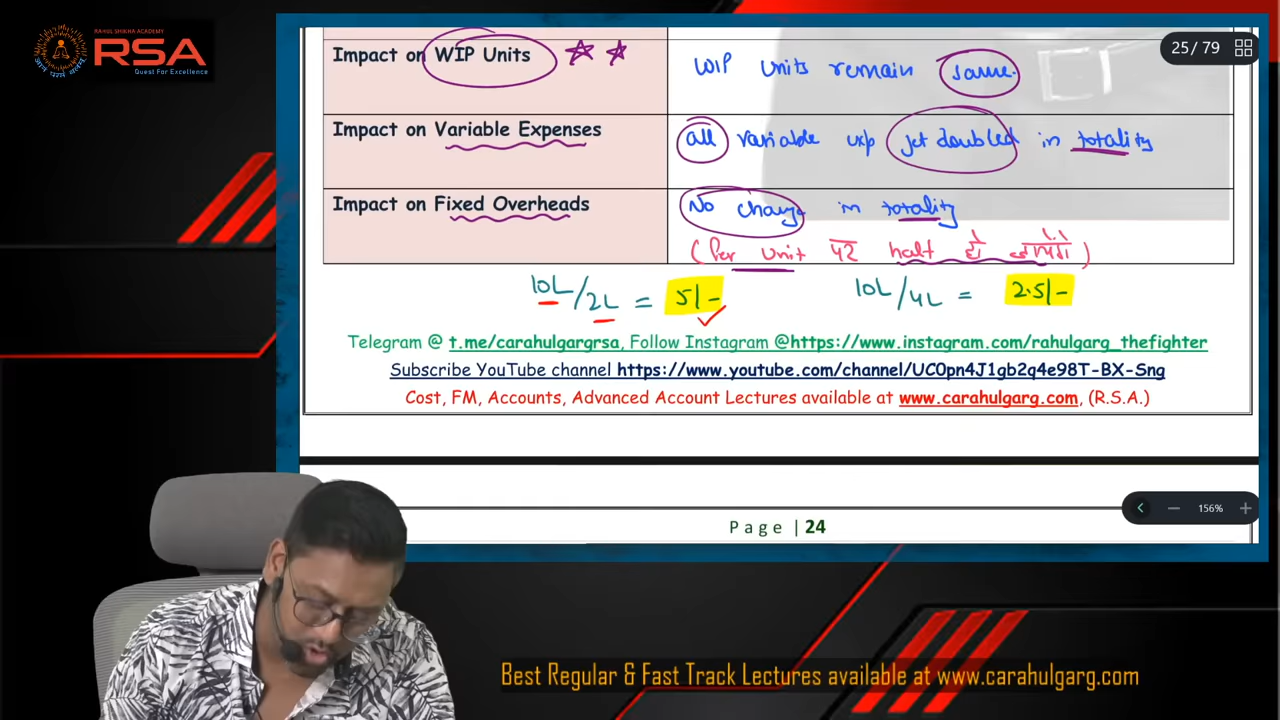 RAHUL SHIKHA ACADEMY
RSA
Quest For Excellence
25 / 79
Impact on WIP Units
WIP units remain same.
Impact on Variable Expenses
all variable exp get doubled in totality
Impact on Fixed Overheads
No change in totality
(Per unit half
10L/2L = 5/-
10L/4L = 2.5/-
Telegram @ t.me/carahulgargrsa, Follow Instagram @https://www.instagram.com/rahulgarg_thefighter
Subscribe YouTube channel https://www.youtube.com/channel/UC0pn4J1gb2q4e98T-BX-Sng
Cost, FM, Accounts, Advanced Account Lectures available at www.carahulgarg.com, (R.S.A.)
156%
Page | 24
Best Regular & Fast Track Lectures available at www.carahulgarg.com